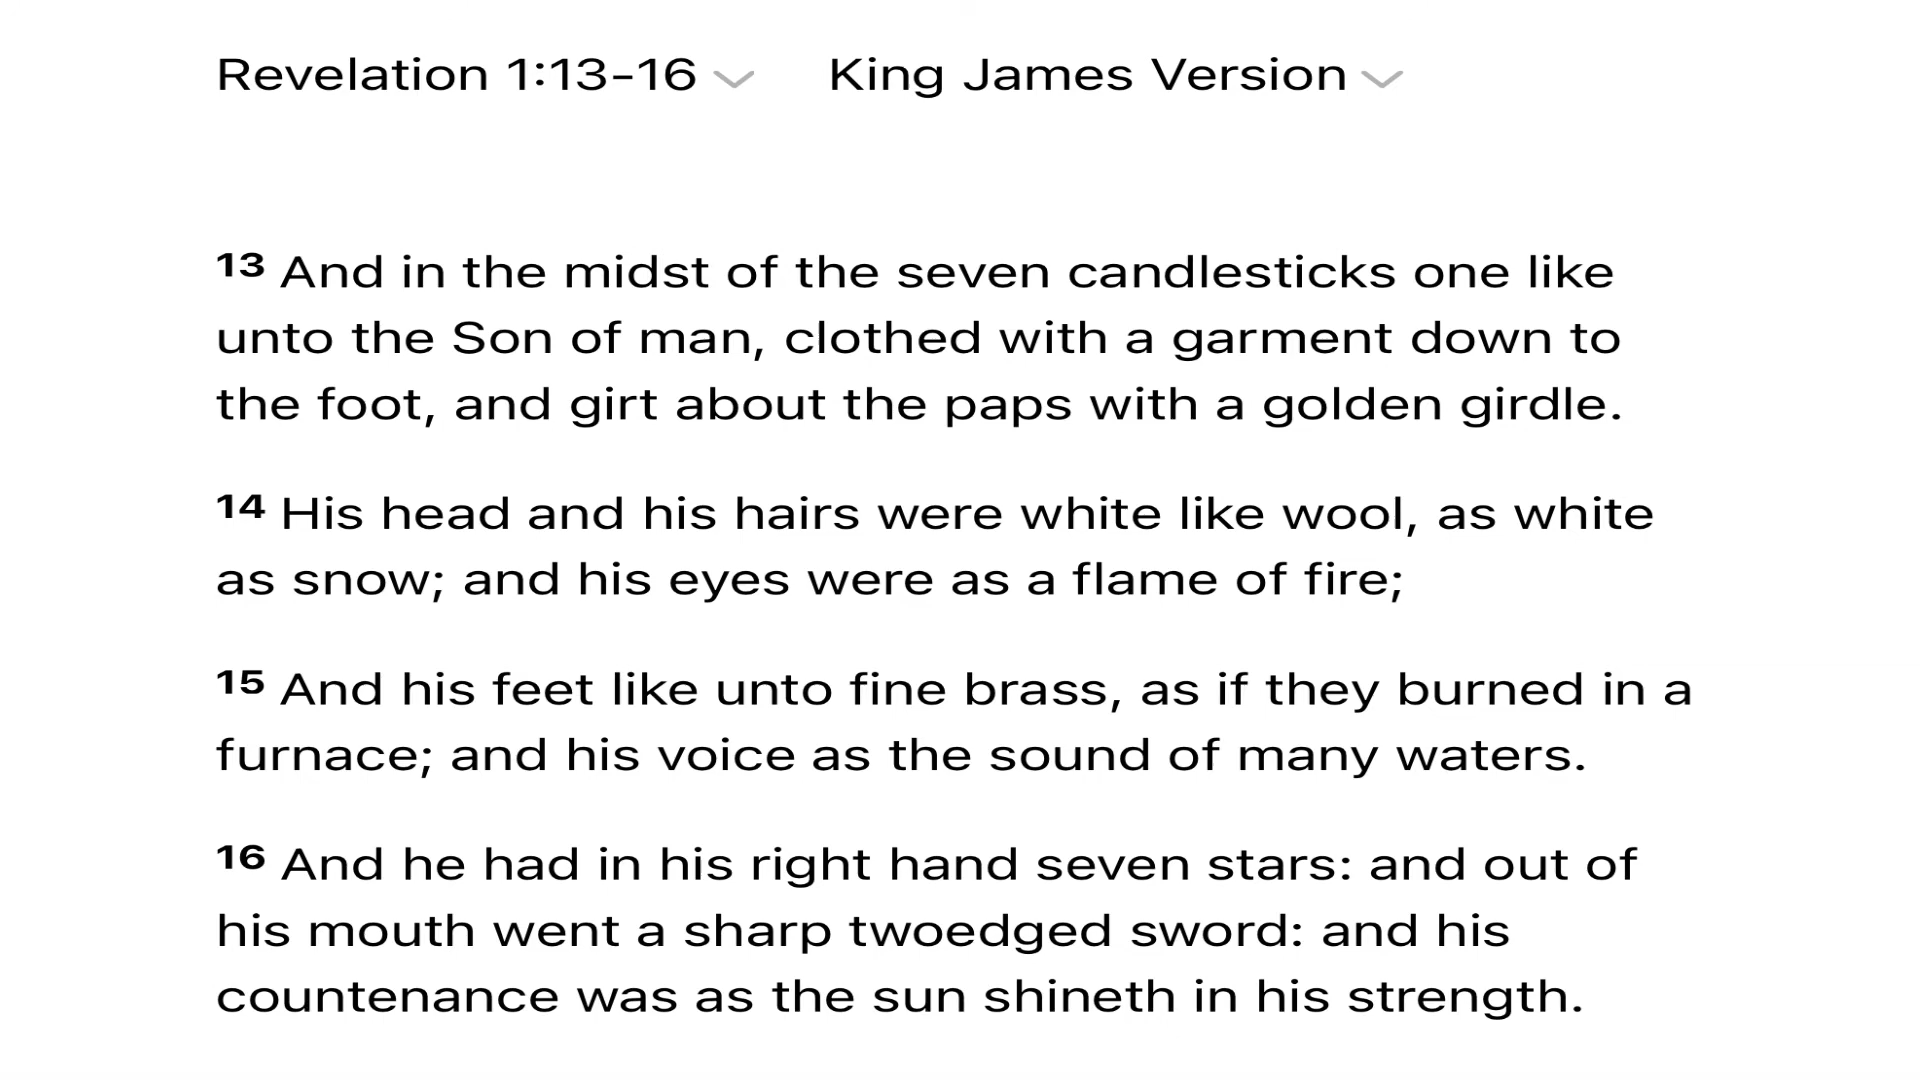 Revelation 1:13-16 King James Version
13 And in the midst of the seven candlesticks one like
unto the Son of man, clothed with a garment down to
the foot, and girt about the paps with a golden girdle.
14 His head and his hairs were white like wool, as white
as snow; and his eyes were as a flame of fire;
15 And his feet like unto fine brass, as if they burned in a
furnace; and his voice as the sound of many waters.
16 And he had in his right hand seven stars: and out of
his mouth went a sharp twoedged sword: and his
countenance was as the sun shineth in his strength.